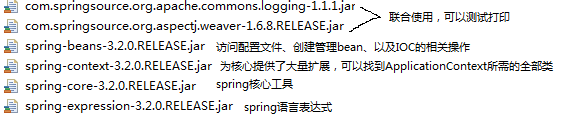 com.springsource.org.apache.commons.logging-1.1.1.jar
com.springsource.org.aspectj.weaver-1.6.8.RELEASE.jar 联合使用，可以测试打印
spring-beans-3.2.0.RELEASE.jar 访问配置文件、创建管理bean、以及IOC的相关操作
spring-context-3.2.0.RELEASE.jar 为核心提供了大量扩展，可以找到ApplicationContext所需的全部类
spring-core-3.2.0.RELEASE.jar spring核心工具
spring-expression-3.2.0.RELEASE.jar spring语言表达式